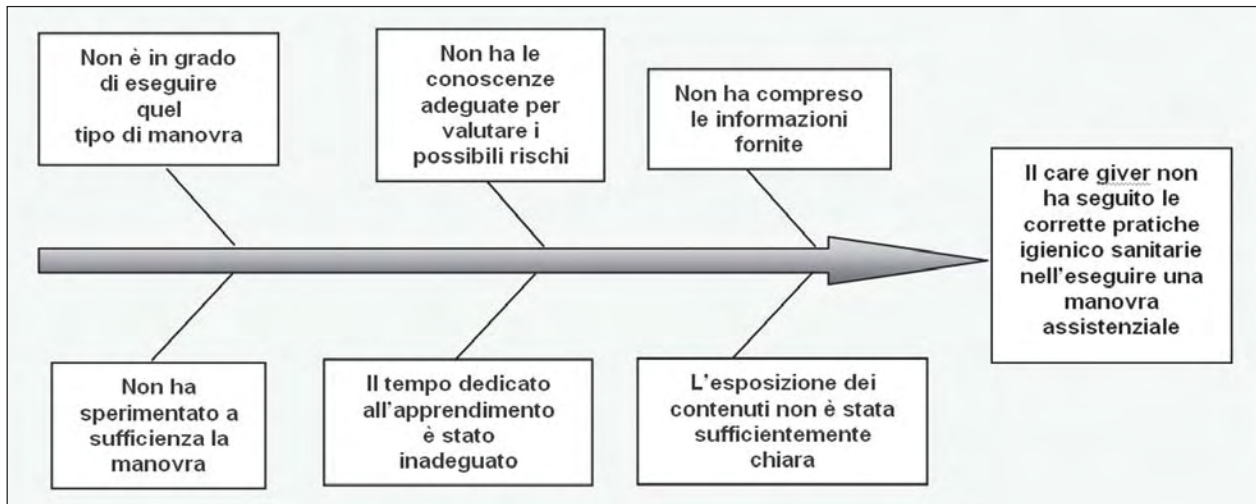 Non è in grado
di eseguire
quel
tipo di manovra
Non ha le
conoscenze
adeguate per
valutare i
possibili rischi
Non ha compreso
le informazioni
fornite
Il care giver non
ha seguito le
corrette pratiche
igienico sanitarie
nell'eseguire una
manovra
assistenziale
Non ha
sperimentato a
sufficienza la
manovra
Il tempo dedicato
all'apprendimento
è stato
inadeguato
L'esposizione dei
contenuti non è stata
sufficientemente
chiara